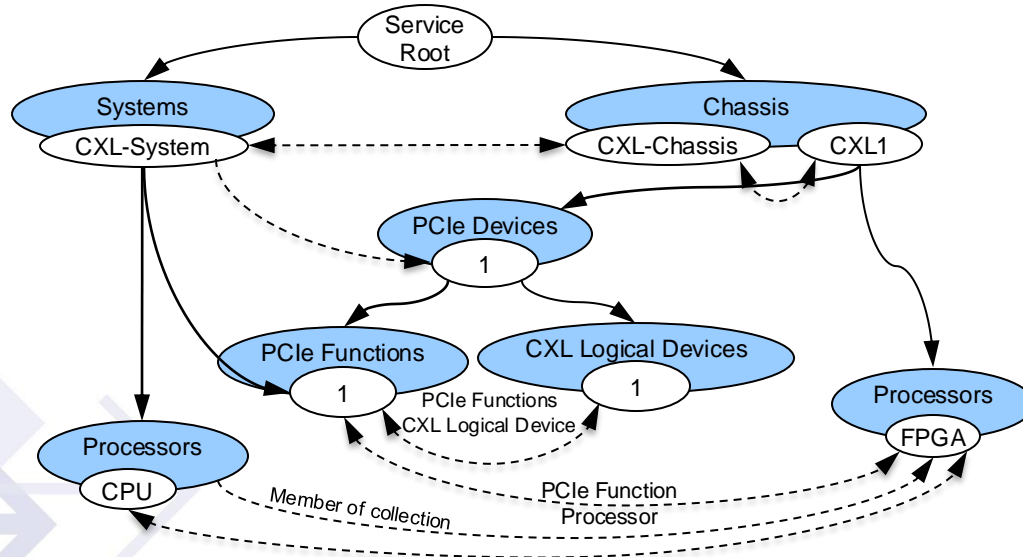 Service
Root
Systems
Chassis
CXL-System
CXL-Chassis
CXL1
PCIe Devices
1
PCIe Functions
CXL Logical Devices
1
1
PCIe Functions
CXL Logical Device
Processors
FPGA
Processors
CPU
Member of collection
PCIe Function
Processor